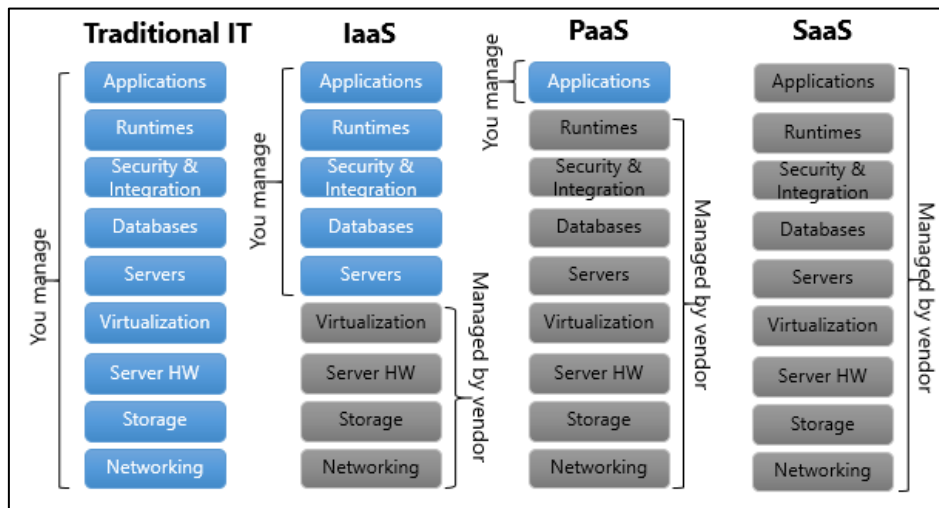 Traditional IT
IaaS
PaaS
SaaS
You manage
Applications
Runtimes
Security &
Integration
Databases
Servers
Virtualization
Server HW
Storage
Networking
You manage
Applications
Runtimes
Security &
Integration
Databases
Servers
Virtualization
Server HW
Storage
Networking
Managed by vendor
You manage
Applications
Runtimes
Security &
Integration
Databases
Servers
Virtualization
Server HW
Storage
Networking
Managed by vendor
Applications
Runtimes
Security &
Integration
Databases
Servers
Virtualization
Server HW
Storage
Networking
Managed by vendor